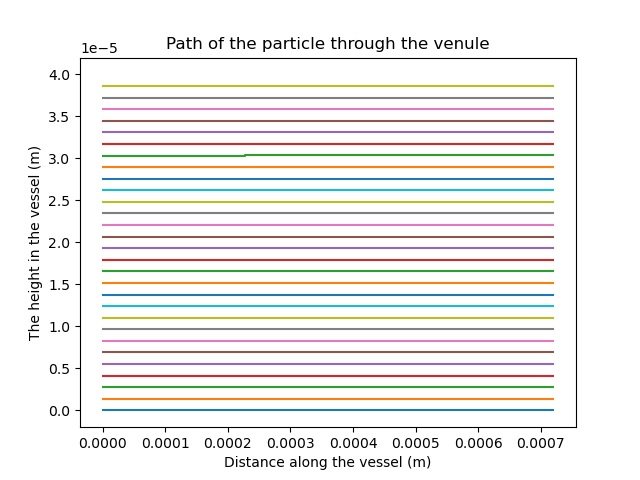 Path of the particle through the venule
1e−5
4.0
3.5
3.0
2.5
2.0
1.5
1.0
0.5
0.0
The height in the vessel (m)
0.0000 0.0001 0.0002 0.0003 0.0004 0.0005 0.0006 0.0007
Distance along the vessel (m)